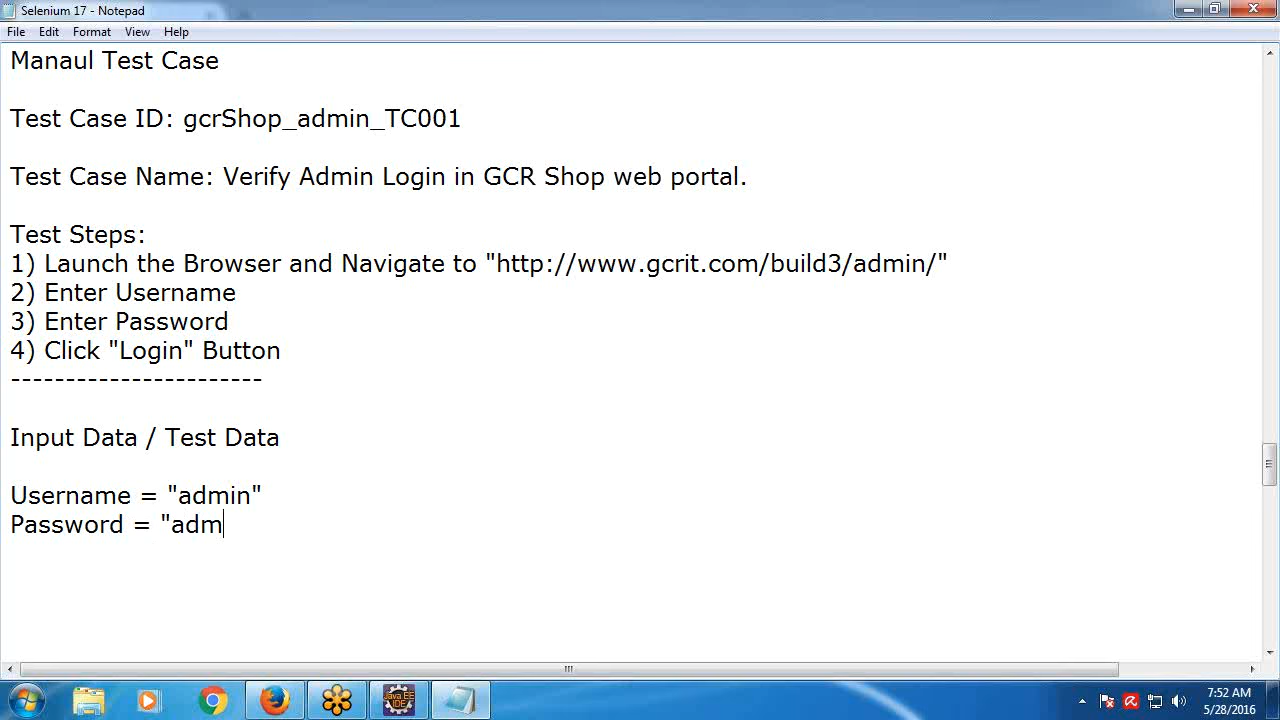 Selenium 17 - Notepad
File Edit Format View Help
Manaul Test Case
Test Case ID: gcrShop_admin_TC001
Test Case Name: Verify Admin Login in GCR Shop web portal.
Test Steps:
1) Launch the Browser and Navigate to "http://www.gcrit.com/build3/admin/"
2) Enter Username
3) Enter Password
4) Click "Login" Button
-----------------------
Input Data / Test Data
Username = "admin"
Password = "adm
Java EE
IDE
7:52 AM
5/28/2016